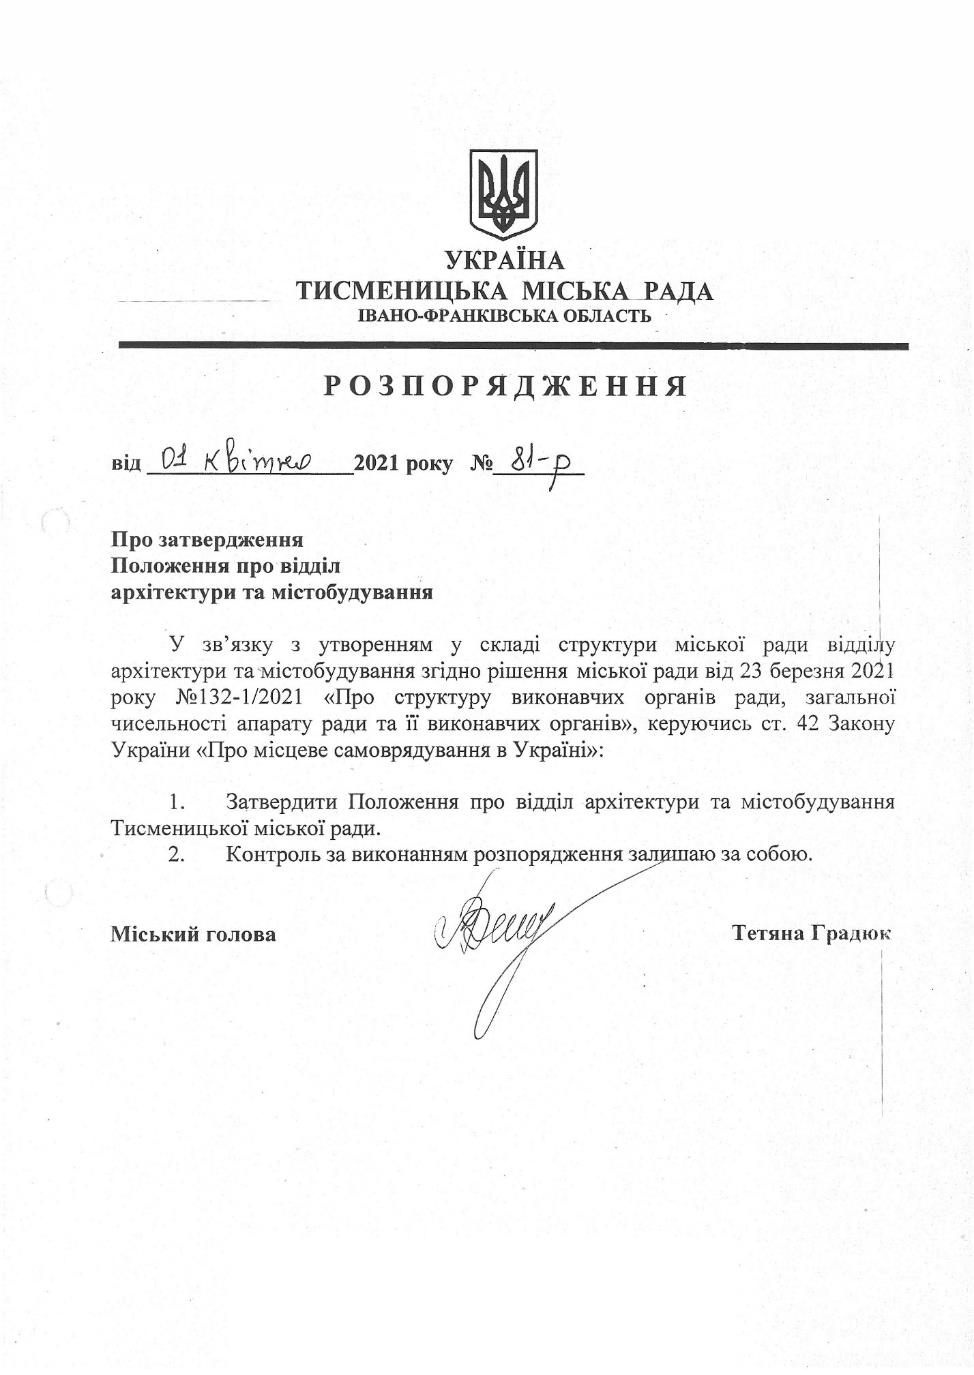 УКРАЇНА
ТИСМЕНИЦЬКА МІСЬКА РАДА
ІВАНО-ФРАНКІВСЬКА ОБЛАСТЬ
РОЗПОРЯДЖЕННЯ
від 01 квітня 2021 року № 81-р
Про затвердження
Положення про відділ
архітектури та містобудування
У зв’язку з утворенням у складі структури міської ради відділу
архітектури та містобудування згідно рішення міської ради від 23 березня 2021
року №132-1/2021 «Про структуру виконавчих органів ради, загальної
чисельності апарату ради та її виконавчих органів», керуючись ст. 42 Закону
України «Про місцеве самоврядування в Україні»:
1. Затвердити Положення про відділ архітектури та містобудування
Тисменицької міської ради.
2. Контроль за виконанням розпорядження залишаю за собою.
Міський голова Тетяна Градюк